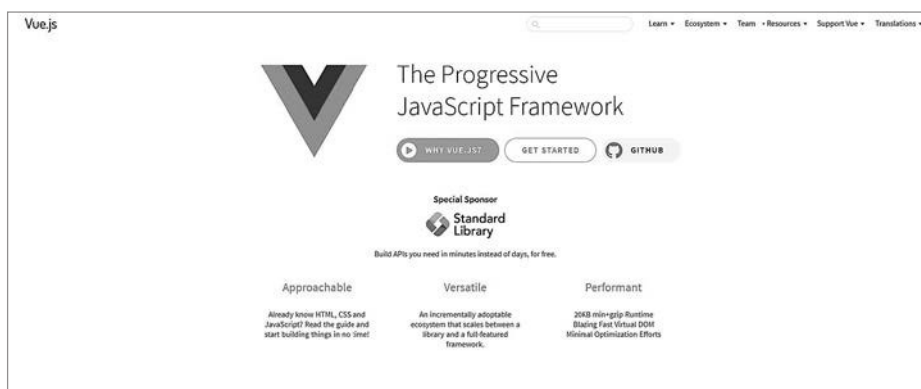 Vue.js
Learn Ecosystem Team Resources Support Vue Translations
The Progressive
JavaScript Framework
WHY VUE.JS?
GET STARTED
GITHUB
Special Sponsor
Standard
Library
Build APIs you need in minutes instead of days, for free.
Approachable
Already know HTML, CSS and
JavaScript? Read the guide and
start building things in no time!
Versatile
An incrementally adoptable
ecosystem that scales between a
library and a full-featured
framework.
Performant
20KB min+gzip Runtime
Blazing Fast Virtual DOM
Minimal Optimization Efforts